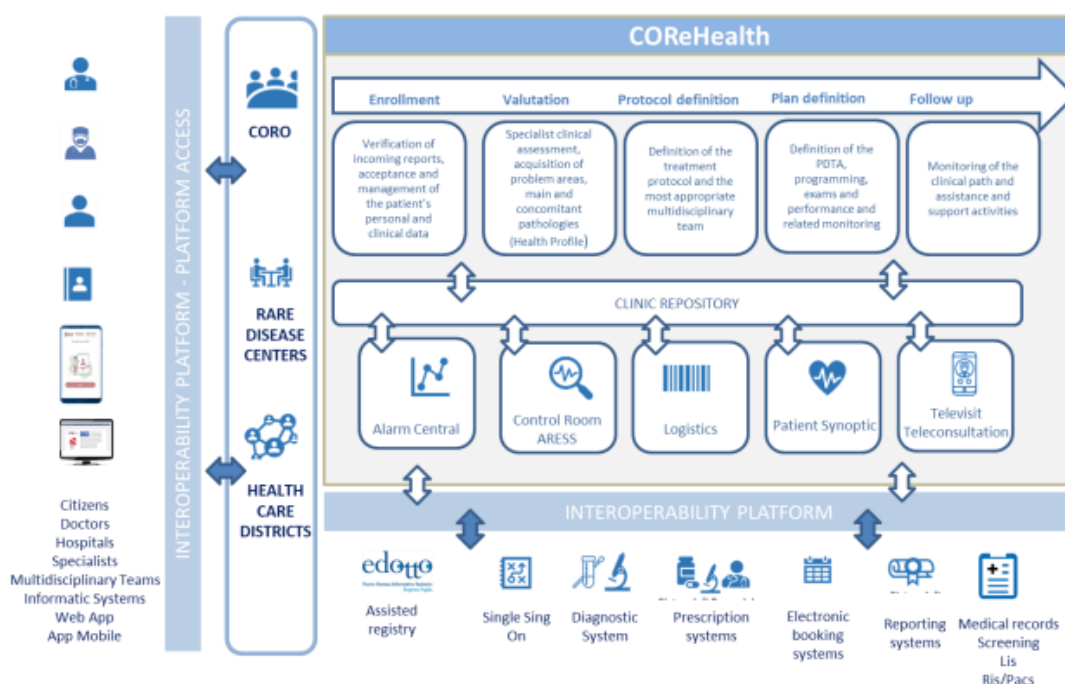 COReHealth
INTEROPERABILITY PLATFORM - PLATFORM ACCESS
Citizens
Doctors
Hospitals
Specialists
Multidisciplinary Teams
Informatic Systems
Web App
App Mobile
CORO
RARE
DISEASE
CENTERS
HEALTH
CARE
DISTRICTS
Enrollment
Valutation
Protocol definition
Plan definition
Follow up
Verification of
incoming reports,
acceptance and
management of
the patient's
personal and
clinical data
Specialist clinical
assessment,
acquisition of
problem areas,
main and
concomitant
pathologies
(Health Profile)
Definition of the
treatment
protocol and the
most appropriate
multidisciplinary
team
Definition of the
PDTA,
programming,
exams and
performance and
related monitoring
Monitoring of the
clinical path and
assistance and
support activities
CLINIC REPOSITORY
Alarm Central
Control Room
ARESS
Logistics
Patient Synoptic
Televisit
Teleconsultation
INTEROPERABILITY PLATFORM
edotto
Assisted
registry
Single Sing
On
Diagnostic
System
Prescription
systems
Electronic
booking
systems
Reporting
systems
Medical records
Screening
Lis
Ris/Pacs